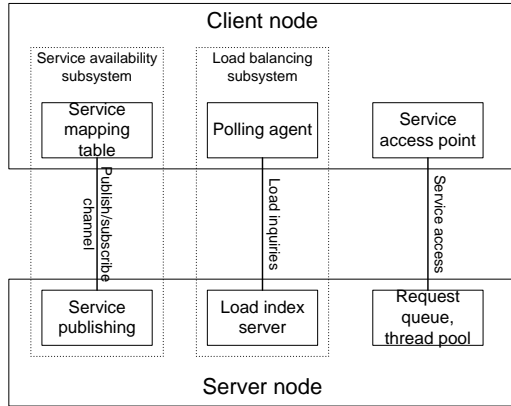 Client node
Service availability
subsystem
Load balancing
subsystem
Service
mapping
table
Polling agent
Service
access point
Publish/subscribe
channel
Load inquiries
Service access
Service
publishing
Load index
server
Request
queue,
thread pool
Server node